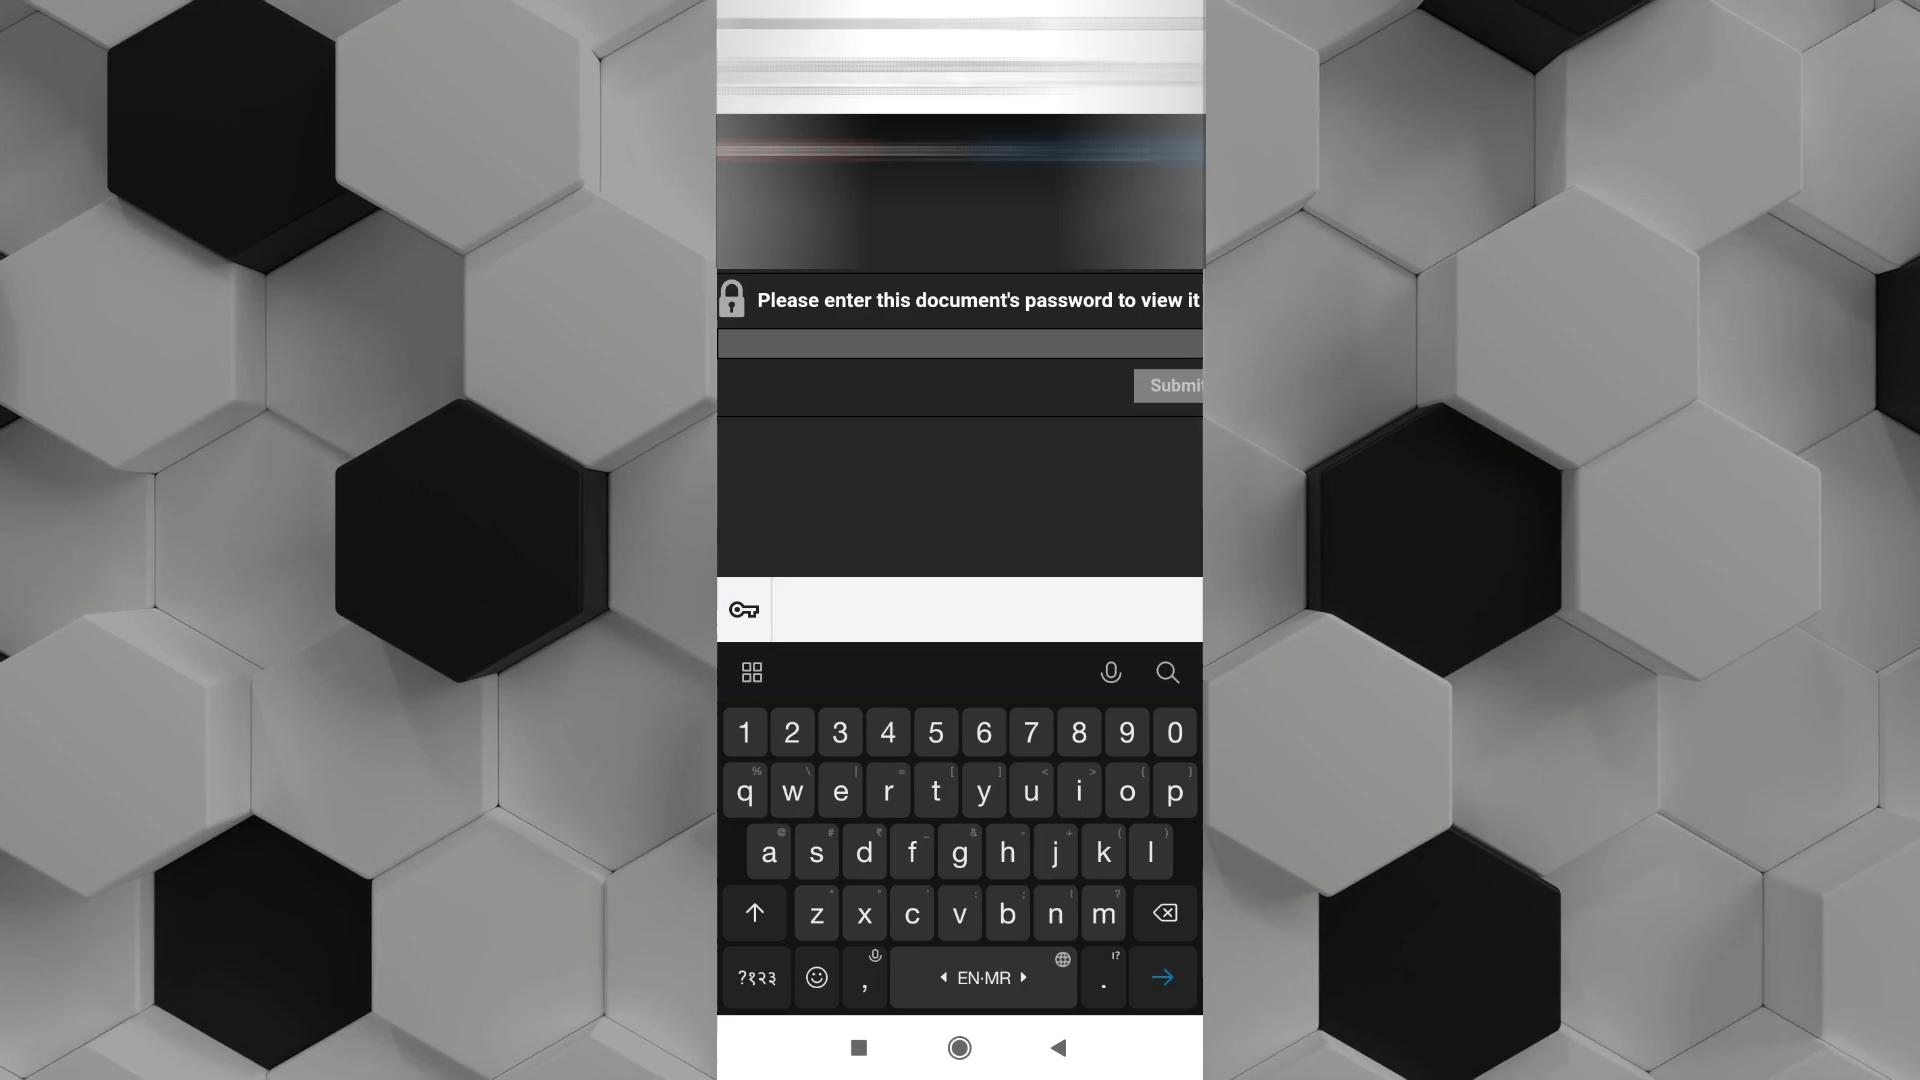 Please enter this document's password to view it
Submit
1 2 3 4 5 6 7 8 9 0
% \ | = [ ] < > { }
q w e r t y u i o p
@ # ₹ _ & - + ( )
a s d f g h j k l
* " ' : ; ! ?
z x c v b n m
!?
?१२३ , EN·MR .